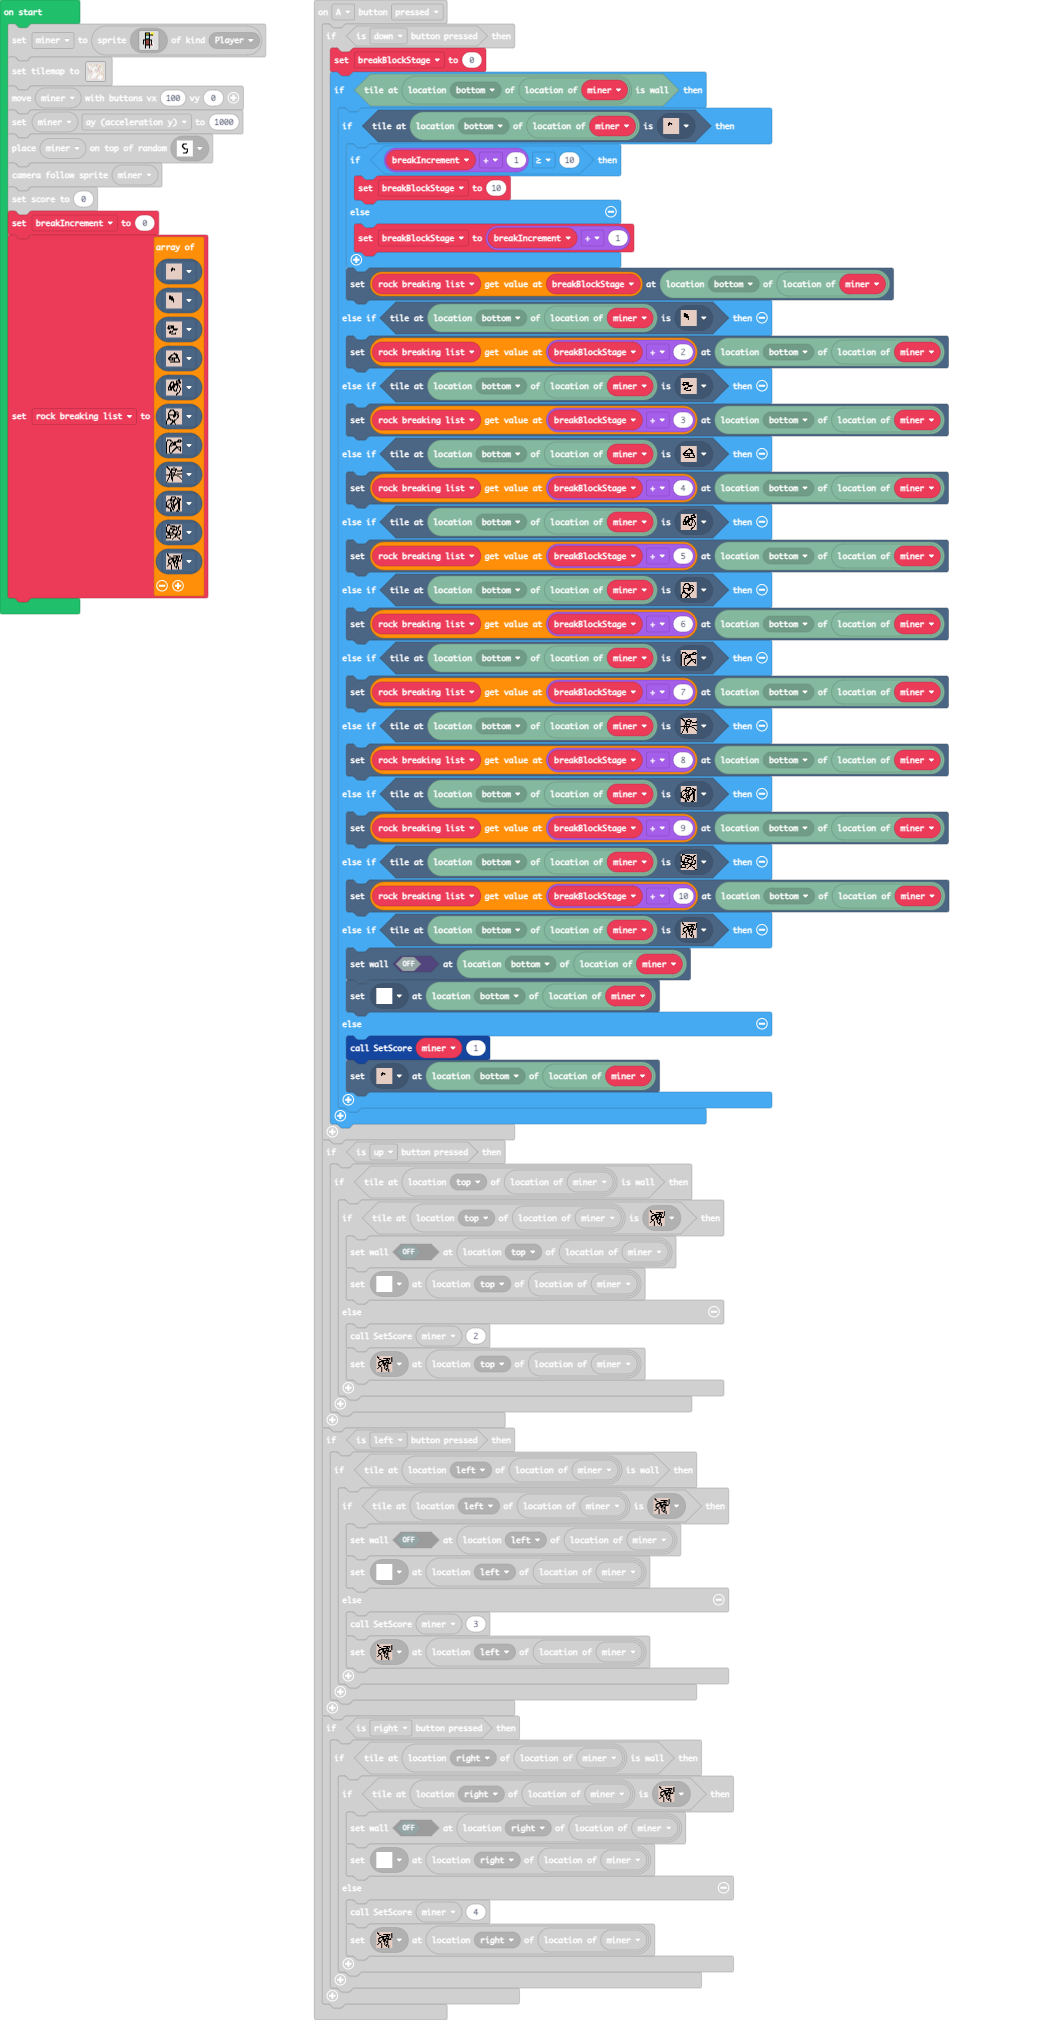 on start
set miner to sprite of kind Player
set tilemap to
move miner with buttons vx 100 vy 0
set miner ay (acceleration y) to 1000
place miner on top of random
camera follow sprite miner
set score to 0
set breakIncrement to 0
array of
set rock breaking list to
on A button pressed
if is down button pressed then
set breakBlockStage to 0
if tile at location bottom of location of miner is wall then
if tile at location bottom of location of miner is then
if breakIncrement + 1 ≥ 10 then
set breakBlockStage to 10
else
set breakBlockStage to breakIncrement + 1
set rock breaking list get value at breakBlockStage at location bottom of location of miner
else if tile at location bottom of location of miner is then
set rock breaking list get value at breakBlockStage + 2 at location bottom of location of miner
else if tile at location bottom of location of miner is then
set rock breaking list get value at breakBlockStage + 3 at location bottom of location of miner
else if tile at location bottom of location of miner is then
set rock breaking list get value at breakBlockStage + 4 at location bottom of location of miner
else if tile at location bottom of location of miner is then
set rock breaking list get value at breakBlockStage + 5 at location bottom of location of miner
else if tile at location bottom of location of miner is then
set rock breaking list get value at breakBlockStage + 6 at location bottom of location of miner
else if tile at location bottom of location of miner is then
set rock breaking list get value at breakBlockStage + 7 at location bottom of location of miner
else if tile at location bottom of location of miner is then
set rock breaking list get value at breakBlockStage + 8 at location bottom of location of miner
else if tile at location bottom of location of miner is then
set rock breaking list get value at breakBlockStage + 9 at location bottom of location of miner
else if tile at location bottom of location of miner is then
set rock breaking list get value at breakBlockStage + 10 at location bottom of location of miner
else if tile at location bottom of location of miner is then
set wall OFF at location bottom of location of miner
set at location bottom of location of miner
else
call SetScore miner 1
set at location bottom of location of miner
if is up button pressed then
if tile at location top of location of miner is wall then
if tile at location top of location of miner is then
set wall OFF at location top of location of miner
set at location top of location of miner
else
call SetScore miner 2
set at location top of location of miner
if is left button pressed then
if tile at location left of location of miner is wall then
if tile at location left of location of miner is then
set wall OFF at location left of location of miner
set at location left of location of miner
else
call SetScore miner 3
set at location left of location of miner
if is right button pressed then
if tile at location right of location of miner is wall then
if tile at location right of location of miner is then
set wall OFF at location right of location of miner
set at location right of location of miner
else
call SetScore miner 4
set at location right of location of miner